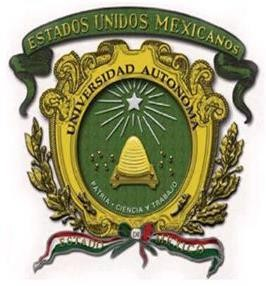 ESTADOS UNIDOS MEXICANOS
UNIVERSIDAD AUTONOMA
PATRIA · CIENCIA Y TRABAJO
ESTADO DE MEXICO